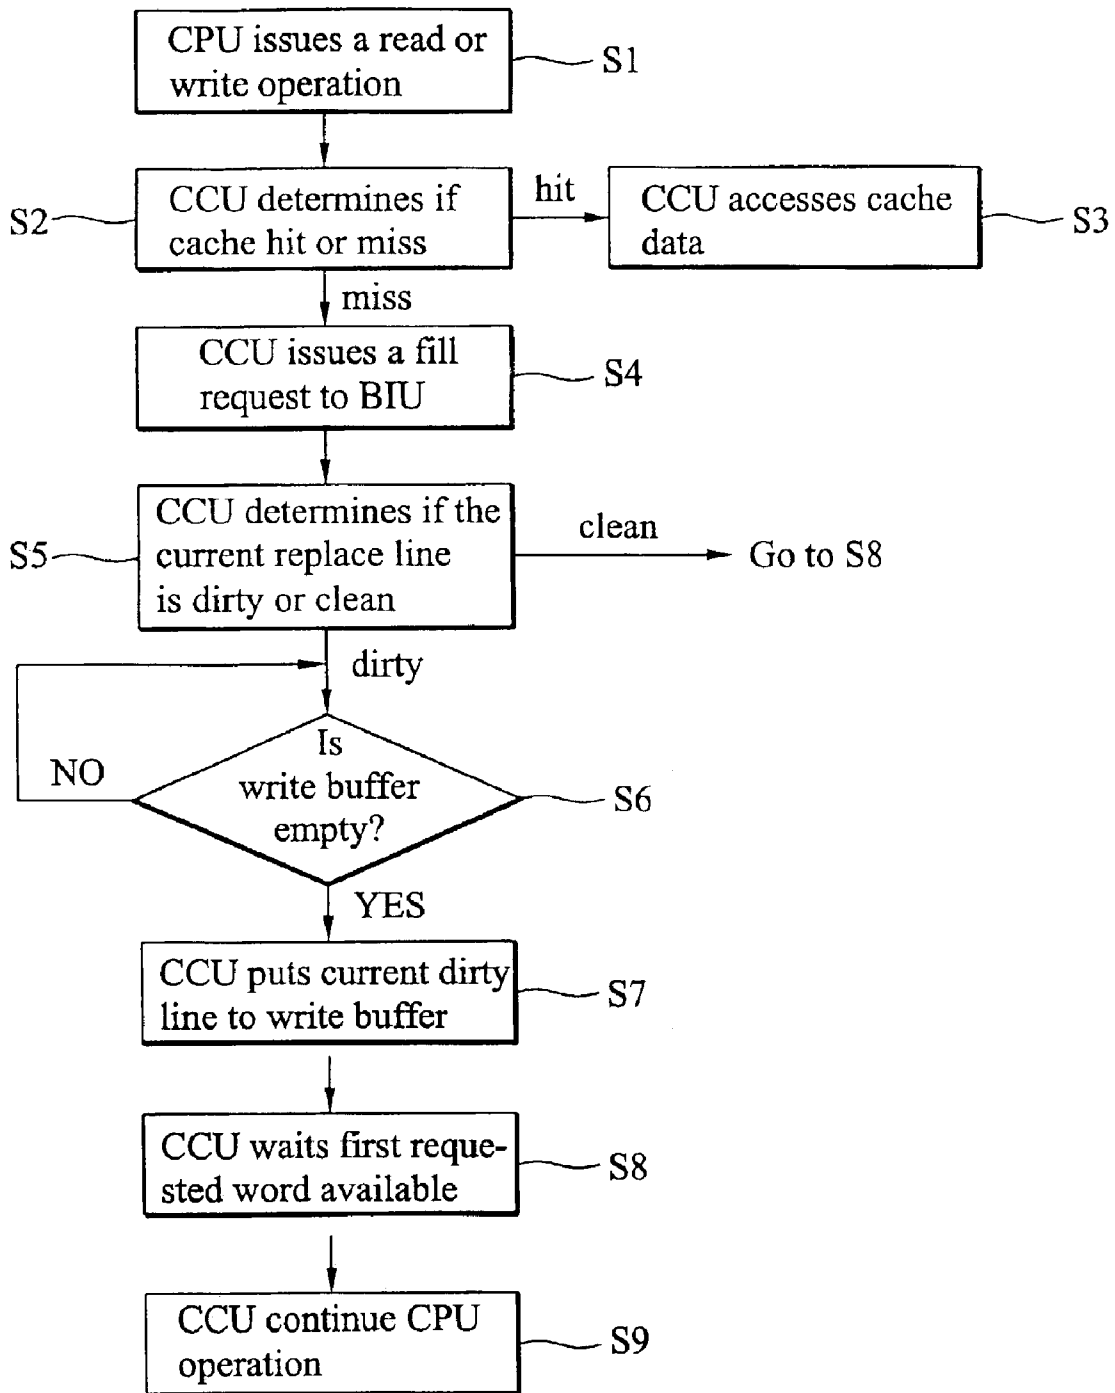 CPU issues a read or
write operation
S1
S2
CCU determines if
cache hit or miss
hit
CCU accesses cache
data
S3
miss
CCU issues a fill
request to BIU
S4
S5
CCU determines if the
current replace line
is dirty or clean
clean
Go to S8
dirty
NO
Is
write buffer
empty?
S6
YES
CCU puts current dirty
line to write buffer
S7
CCU waits first reque-
sted word available
S8
CCU continue CPU
operation
S9